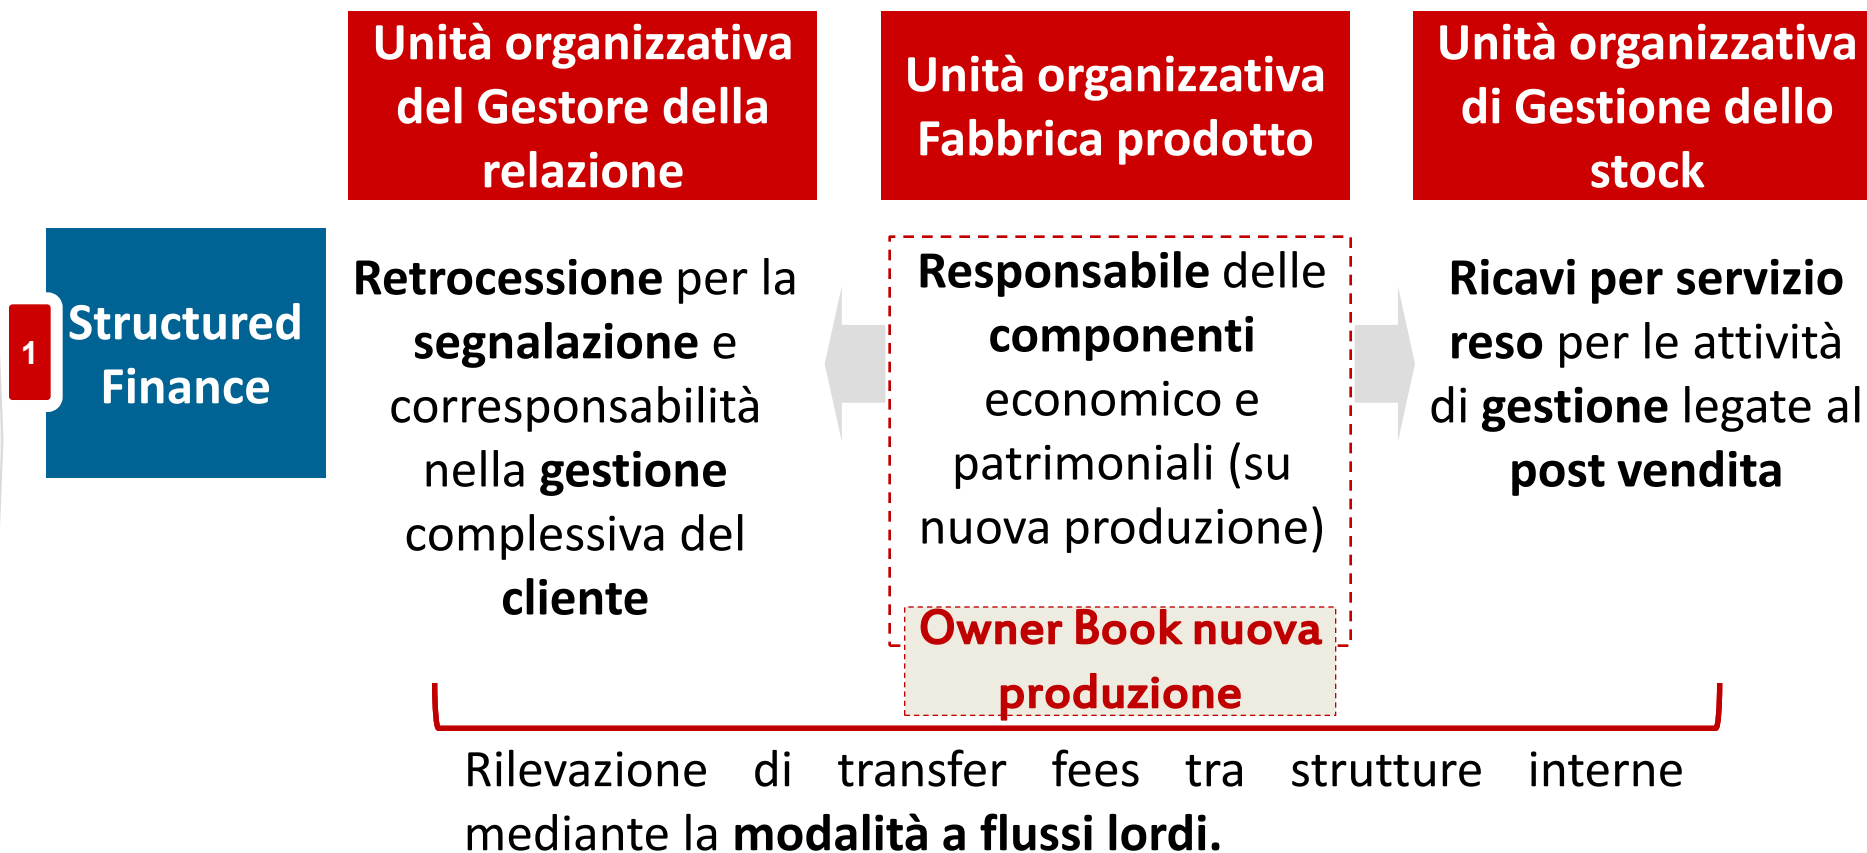 Unità organizzativa
del Gestore della
relazione
Unità organizzativa
Fabbrica prodotto
Unità organizzativa
di Gestione dello
stock
1
Structured
Finance
Retrocessione per la
segnalazione e
corresponsabilità
nella gestione
complessiva del
cliente
Responsabile delle
componenti
economico e
patrimoniali (su
nuova produzione)
Owner Book nuova
produzione
Ricavi per servizio
reso per le attività
di gestione legate al
post vendita
Rilevazione di transfer fees tra strutture interne
mediante la modalità a flussi lordi.